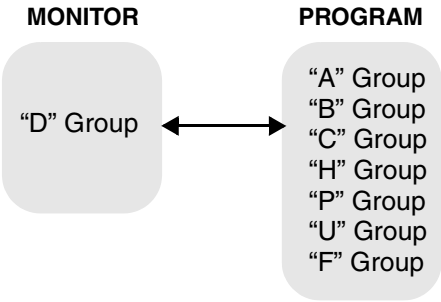 MONITOR
PROGRAM
“D” Group
“A” Group
“B” Group
“C” Group
“H” Group
“P” Group
“U” Group
“F” Group